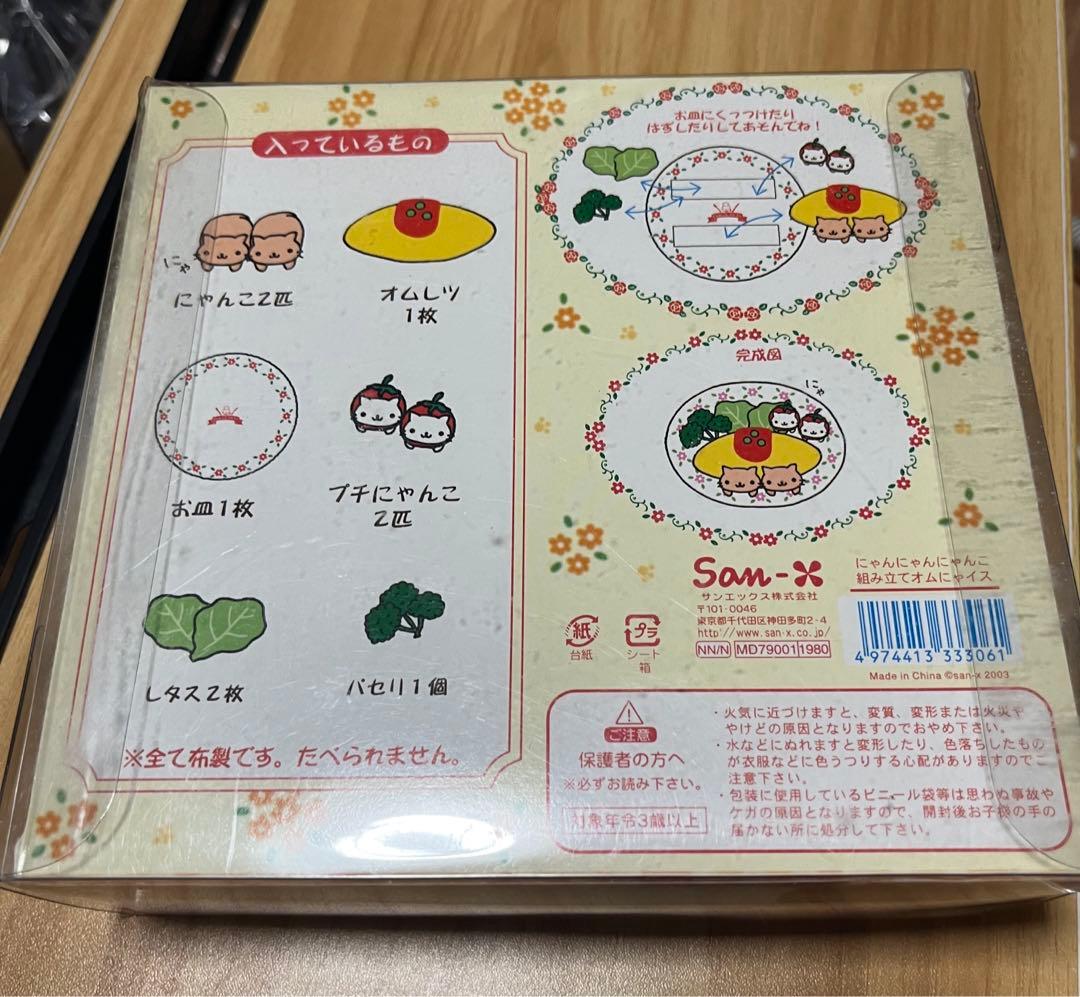 入っているもの
にゃ
にゃんこ2匹
オムレツ
1枚
お皿1枚
プチにゃんこ
2匹
レタス2枚
パセリ1個
※全て布製です。たべられません。
お皿にくっつけたり
はずしたりしてあそんでね!
完成図
にゃ
San-X
サンエックス株式会社
〒101-0046
東京都千代田区神田多町2-4
http://www.san-x.co.jp/
NN/N MD79001 1980
紙
台紙
プラ
シート
箱
にゃんにゃんにゃんこ
組み立てオムにゃイス
4 974413 333061
Made in China ©san-x 2003
ご注意
保護者の方へ
※必ずお読み下さい。
対象年令3歳以上
・火気に近づけますと、変質、変形または火災や
やけどの原因となりますのでおやめ下さい。
・水などにぬれますと変形したり、色落ちしたもの
が衣服などに色うつりする心配がありますのでご
注意下さい。
・包装に使用しているビニール袋等は思わぬ事故や
ケガの原因となりますので、開封後お子様の手の
届かない所に処分して下さい。